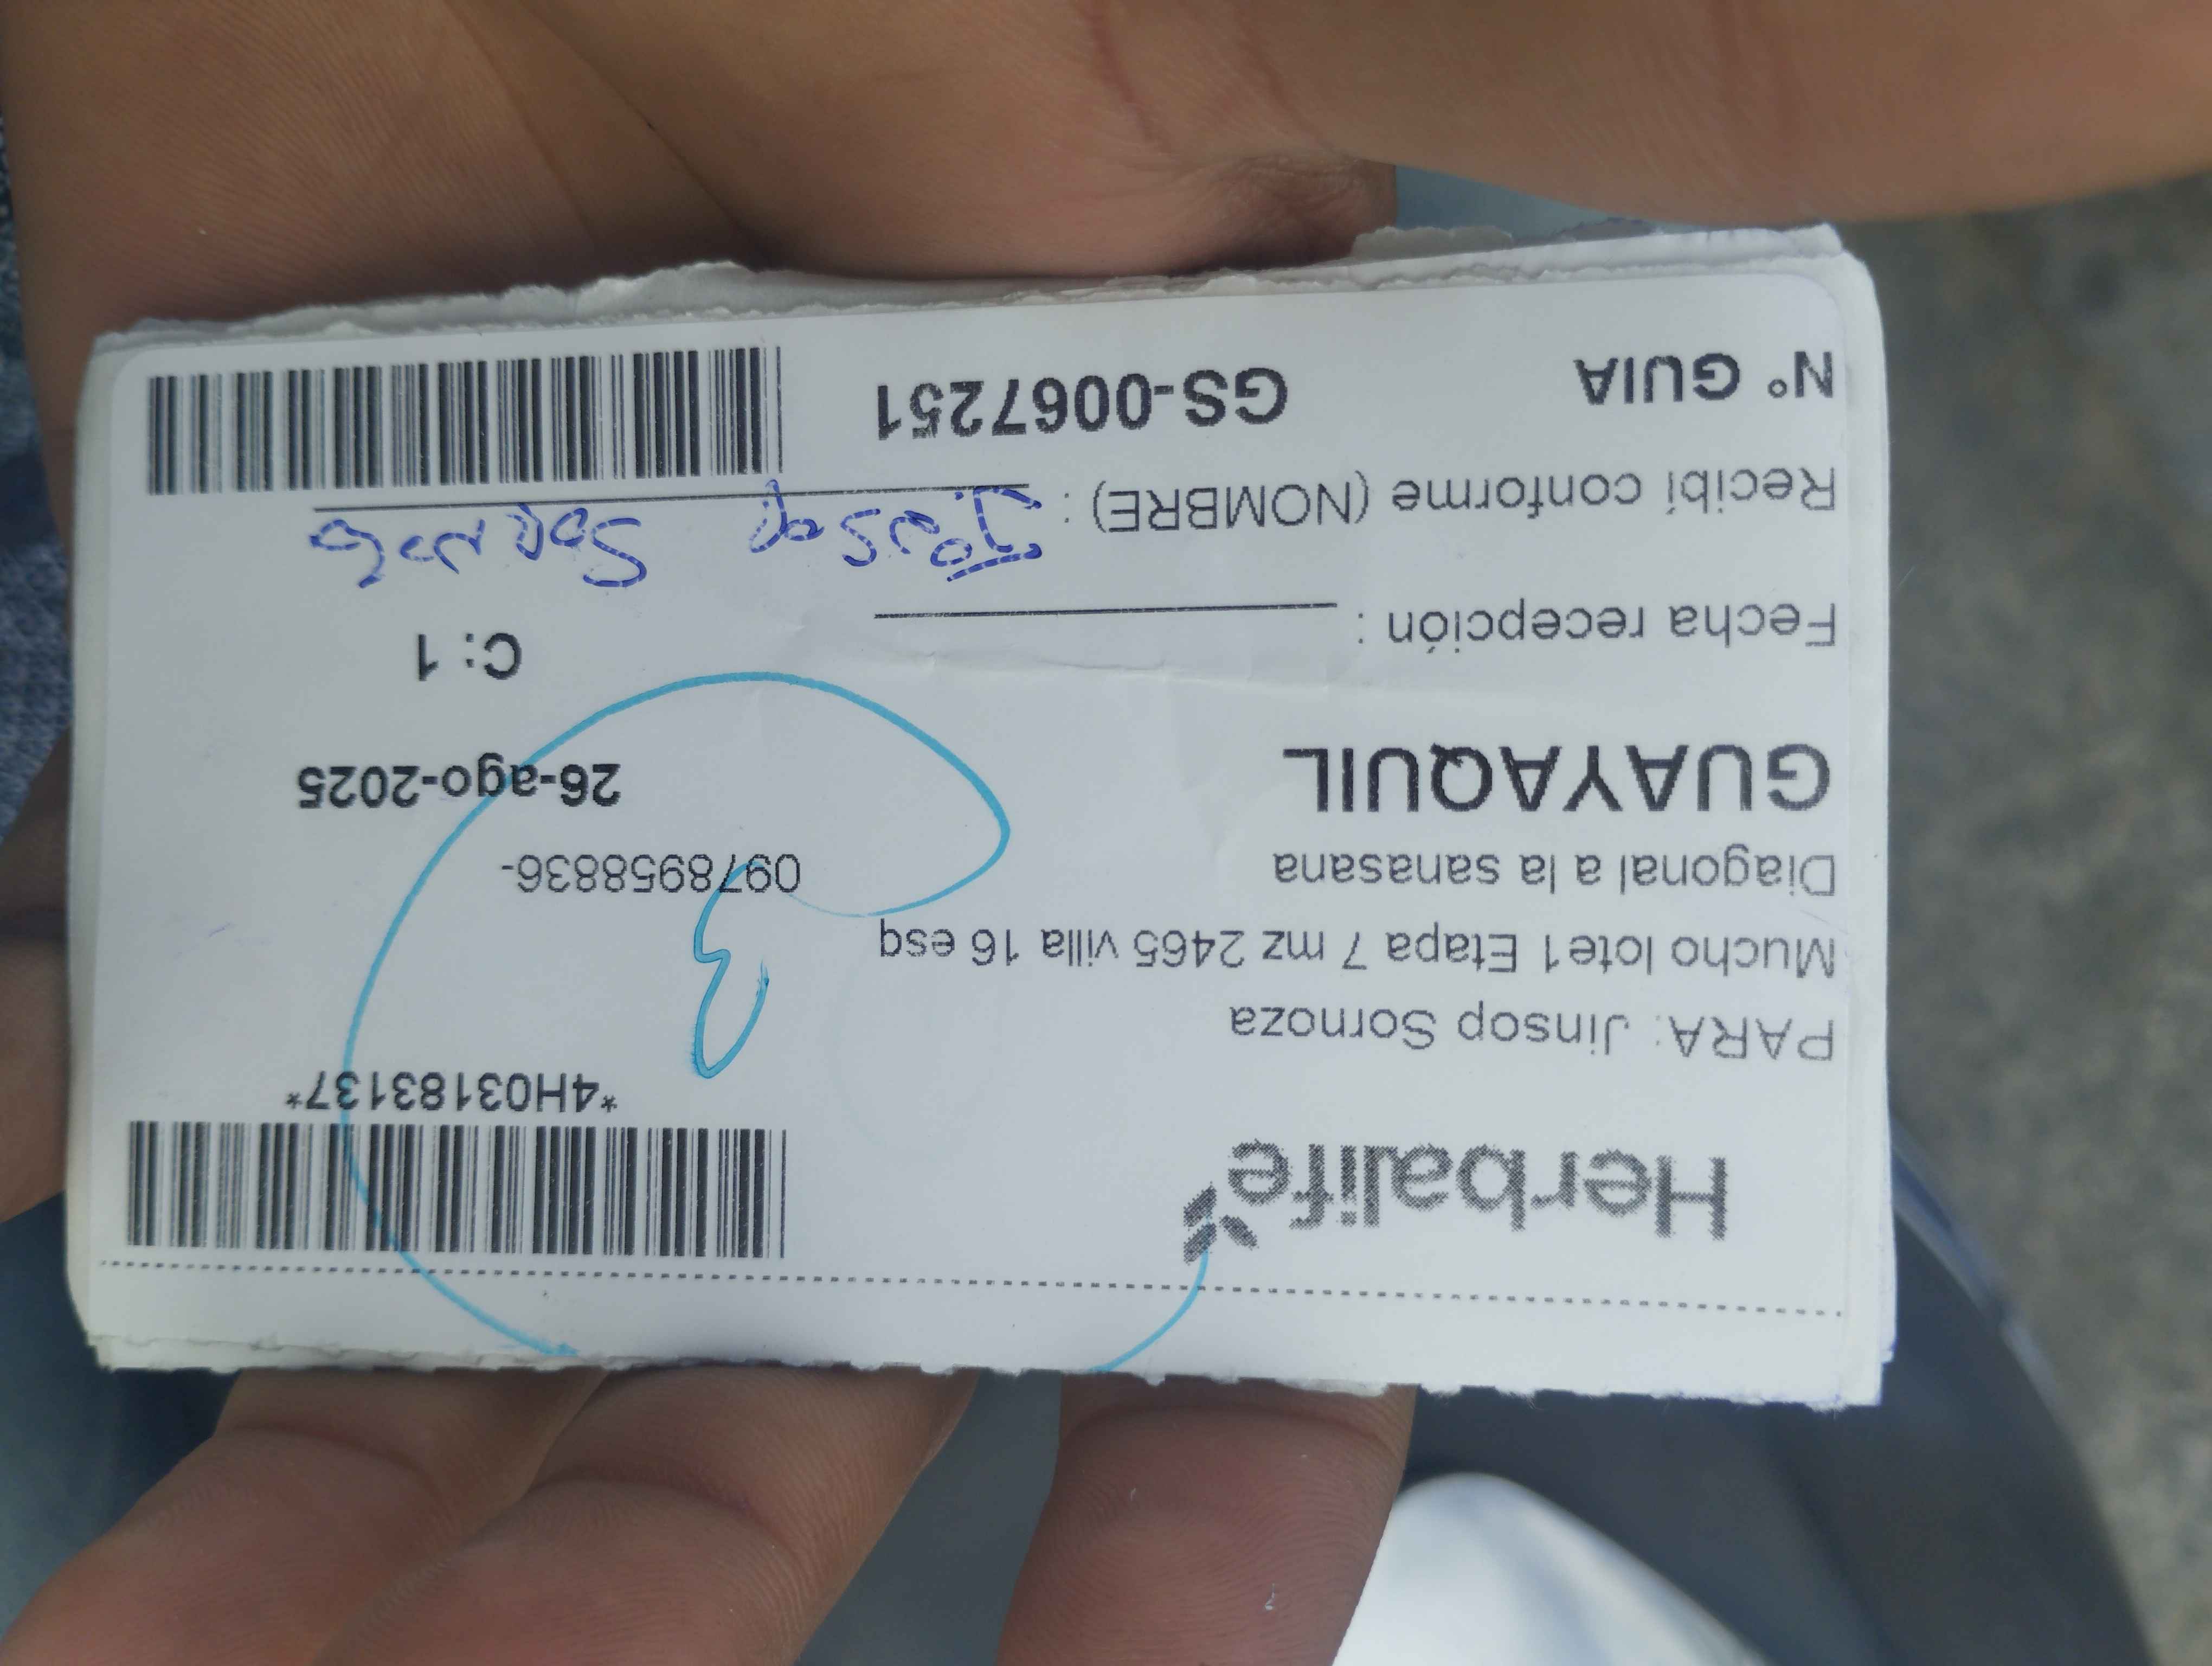 Herbalife
*4H03183137*
PARA: Jinsop Sornoza
Mucho lote1 Etapa 7 mz 2465 villa 16 esq
Diagonal a la sanasana
0978958836-
GUAYAQUIL
26-ago-2025
C: 1
Fecha recepción :
Recibí conforme (NOMBRE) :
N° GUIA
GS-0067251